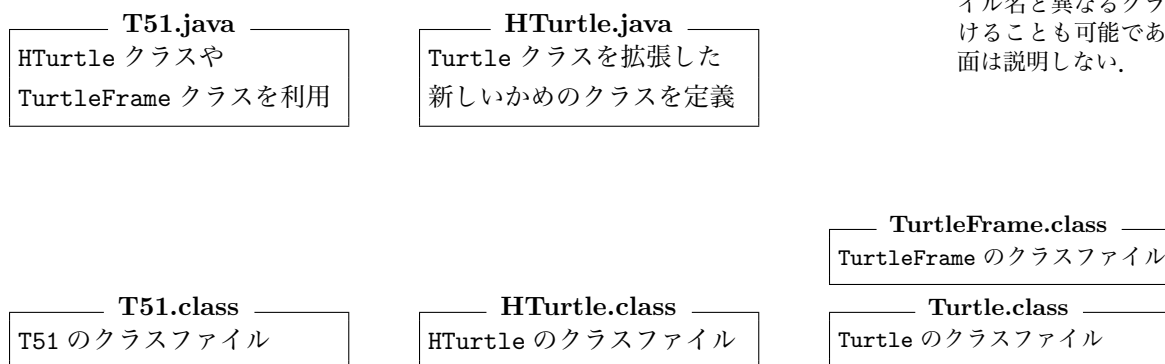 イル名と異なるクラ
けることも可能であ
面は説明しない.
T51.java
HTurtle クラスや
TurtleFrame クラスを利用
HTurtle.java
Turtle クラスを拡張した
新しいかめのクラスを定義
TurtleFrame.class
TurtleFrame のクラスファイル
T51.class
T51 のクラスファイル
HTurtle.class
HTurtle のクラスファイル
Turtle.class
Turtle のクラスファイル